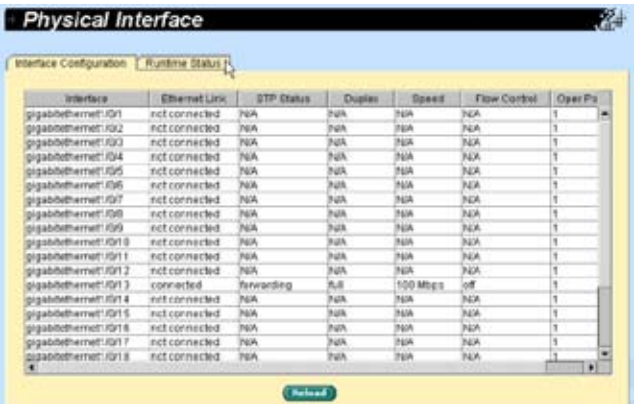 Physical Interface
Interface Configuration Runtime Status
Interface Ethernet Link STP Status Duplex Speed Flow Control Oper Po
gigabitethernet1/0/1 not connected N/A N/A N/A N/A 1
gigabitethernet1/0/2 not connected N/A N/A N/A N/A 1
gigabitethernet1/0/3 not connected N/A N/A N/A N/A 1
gigabitethernet1/0/4 not connected N/A N/A N/A N/A 1
gigabitethernet1/0/5 not connected N/A N/A N/A N/A 1
gigabitethernet1/0/6 not connected N/A N/A N/A N/A 1
gigabitethernet1/0/7 not connected N/A N/A N/A N/A 1
gigabitethernet1/0/8 not connected N/A N/A N/A N/A 1
gigabitethernet1/0/9 not connected N/A N/A N/A N/A 1
gigabitethernet1/0/10 not connected N/A N/A N/A N/A 1
gigabitethernet1/0/11 not connected N/A N/A N/A N/A 1
gigabitethernet1/0/12 not connected N/A N/A N/A N/A 1
gigabitethernet1/0/13 connected forwarding full 100 Mbps off 1
gigabitethernet1/0/14 not connected N/A N/A N/A N/A 1
gigabitethernet1/0/15 not connected N/A N/A N/A N/A 1
gigabitethernet1/0/16 not connected N/A N/A N/A N/A 1
gigabitethernet1/0/17 not connected N/A N/A N/A N/A 1
gigabitethernet1/0/18 not connected N/A N/A N/A N/A 1
Reload